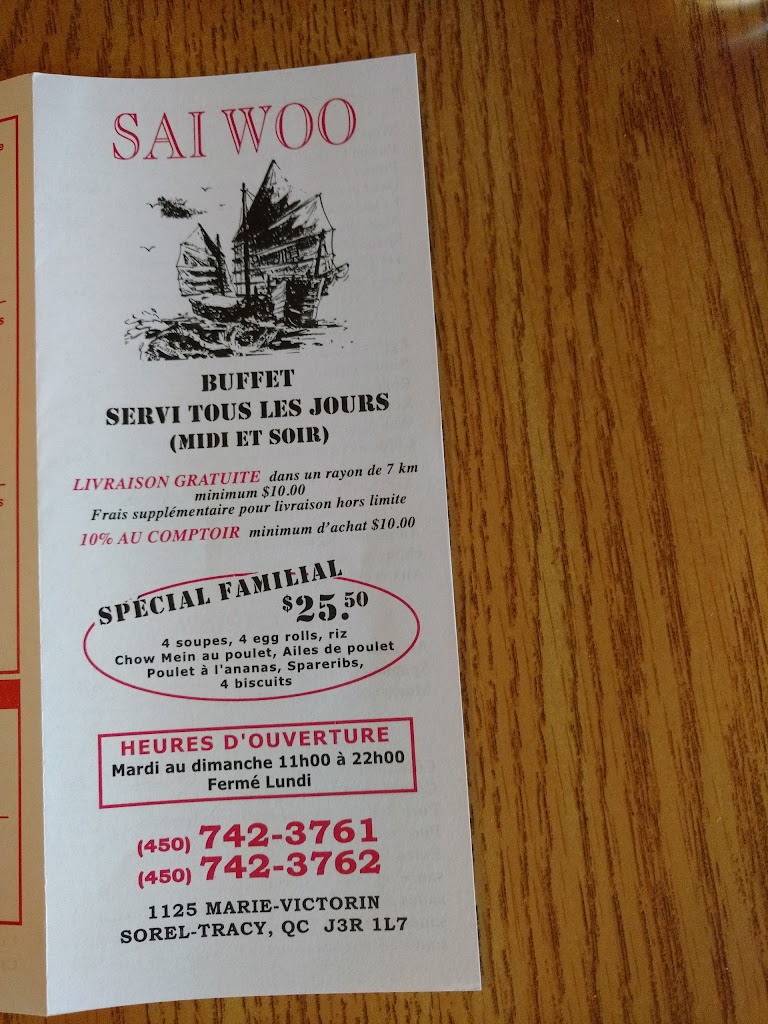 SAI WOO
BUFFET
SERVI TOUS LES JOURS
(MIDI ET SOIR)
LIVRAISON GRATUITE dans un rayon de 7 km
minimum $10.00
Frais supplémentaire pour livraison hors limite
10% AU COMPTOIR minimum d'achat $10.00
SPÉCIAL FAMILIAL
$25.50
4 soupes, 4 egg rolls, riz
Chow Mein au poulet, Ailes de poulet
Poulet à l'ananas, Spareribs,
4 biscuits
HEURES D'OUVERTURE
Mardi au dimanche 11h00 à 22h00
Fermé Lundi
(450) 742-3761
(450) 742-3762
1125 MARIE-VICTORIN
SOREL-TRACY, QC J3R 1L7